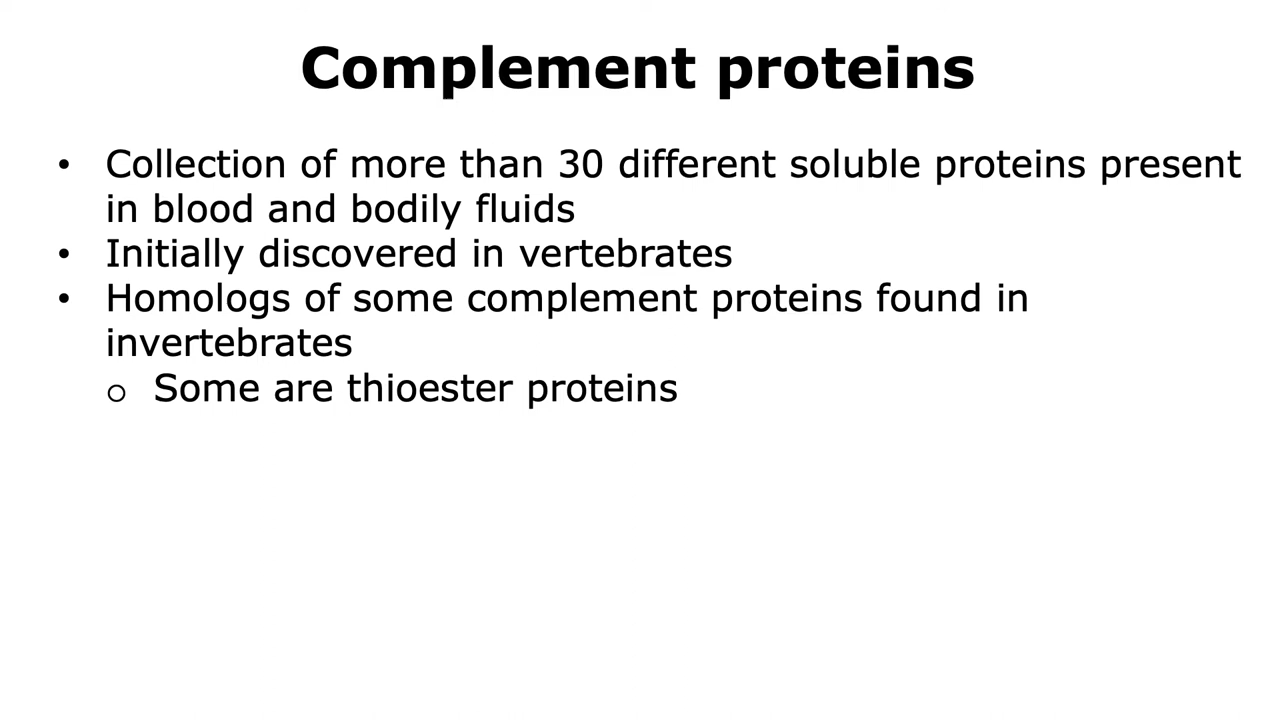 Complement proteins
• Collection of more than 30 different soluble proteins present
in blood and bodily fluids
• Initially discovered in vertebrates
• Homologs of some complement proteins found in
invertebrates
o Some are thioester proteins